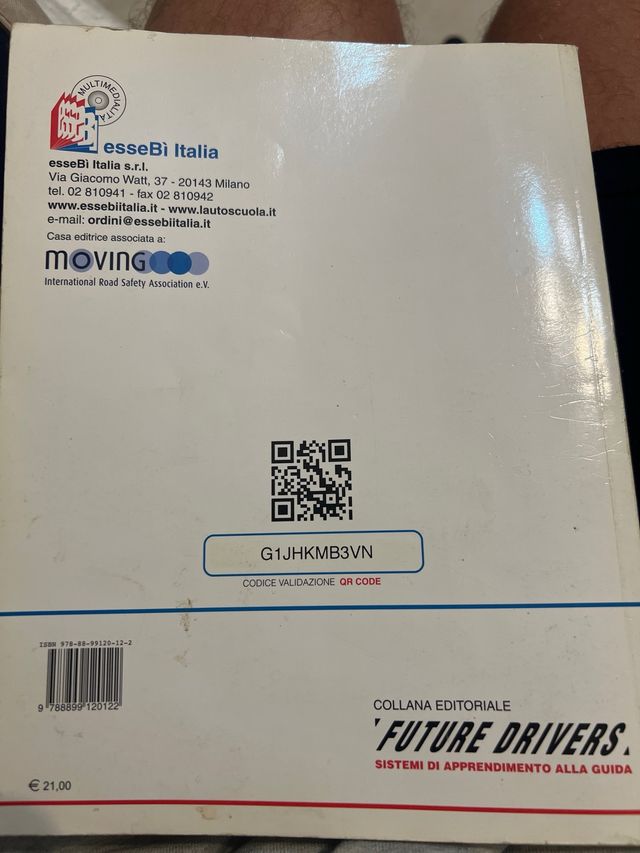 MULTIMEDIALITÀ
esseBì Italia
esseBì Italia s.r.l.
Via Giacomo Watt, 37 - 20143 Milano
tel. 02 810941 - fax 02 810942
www.essebiitalia.it - www.lautoscuola.it
e-mail: ordini@essebiitalia.it
Casa editrice associata a:
MOVING
International Road Safety Association e.V.
G1JHKMB3VN
CODICE VALIDAZIONE QR CODE
ISBN 978-88-99120-12-2
9 788899 120122
COLLANA EDITORIALE
'FUTURE DRIVERS.
SISTEMI DI APPRENDIMENTO ALLA GUIDA
€ 21,00